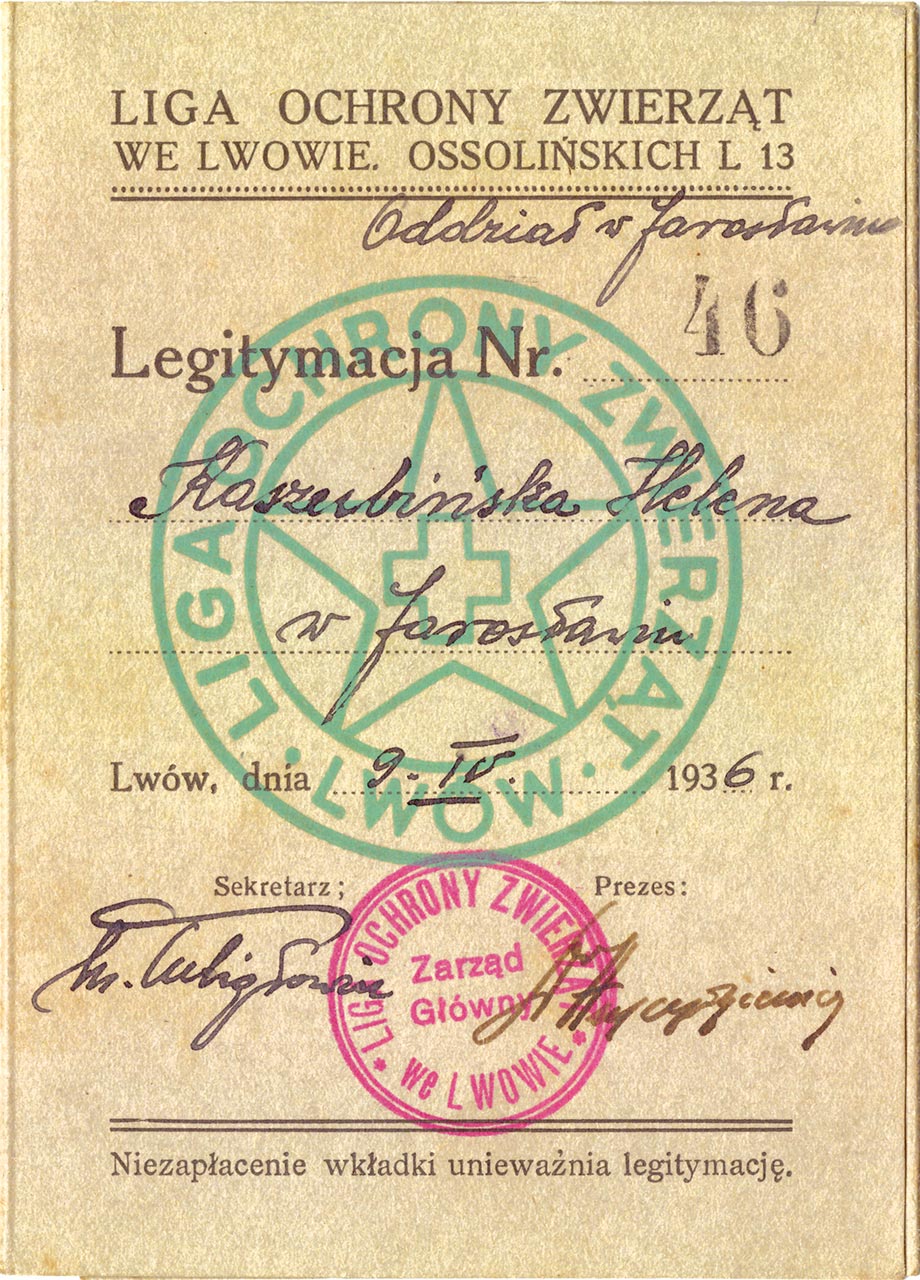 LIGA OCHRONY ZWIERZĄT
WE LWOWIE. OSSOLIŃSKICH L 13
Oddział w Jarosławiu
Legitymacja Nr. 46
LIGA OCHRONY ZWIERZĄT
• LWÓW •
Kaszubińska Helena
w Jarosławiu
Lwów, dnia 9. IV. 1936 r.
Sekretarz; Prezes:
LIGA OCHRONY ZWIERZĄT
Zarząd
Główny
* we LWOWIE *
Niezapłacenie wkładki unieważnia legitymację.